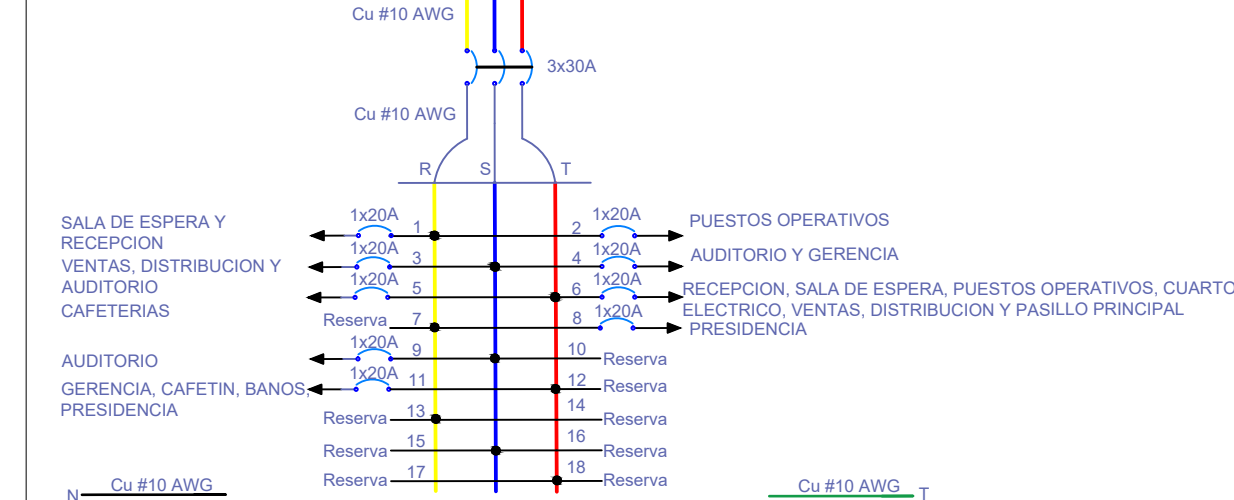 Cu #10 AWG
3x30A
Cu #10 AWG
R S T
SALA DE ESPERA Y
RECEPCION
1x20A
1
2
1x20A
PUESTOS OPERATIVOS
VENTAS, DISTRIBUCION Y
AUDITORIO
1x20A
3
4
1x20A
AUDITORIO Y GERENCIA
CAFETERIAS
1x20A
5
6
1x20A
RECEPCION, SALA DE ESPERA, PUESTOS OPERATIVOS, CUARTO
ELECTRICO, VENTAS, DISTRIBUCION Y PASILLO PRINCIPAL
Reserva 7
8
1x20A
PRESIDENCIA
AUDITORIO
1x20A
9
10 Reserva
GERENCIA, CAFETIN, BANOS,
PRESIDENCIA
1x20A
11
12 Reserva
Reserva 13
14 Reserva
Reserva 15
16 Reserva
Reserva 17
18 Reserva
N Cu #10 AWG
Cu #10 AWG T